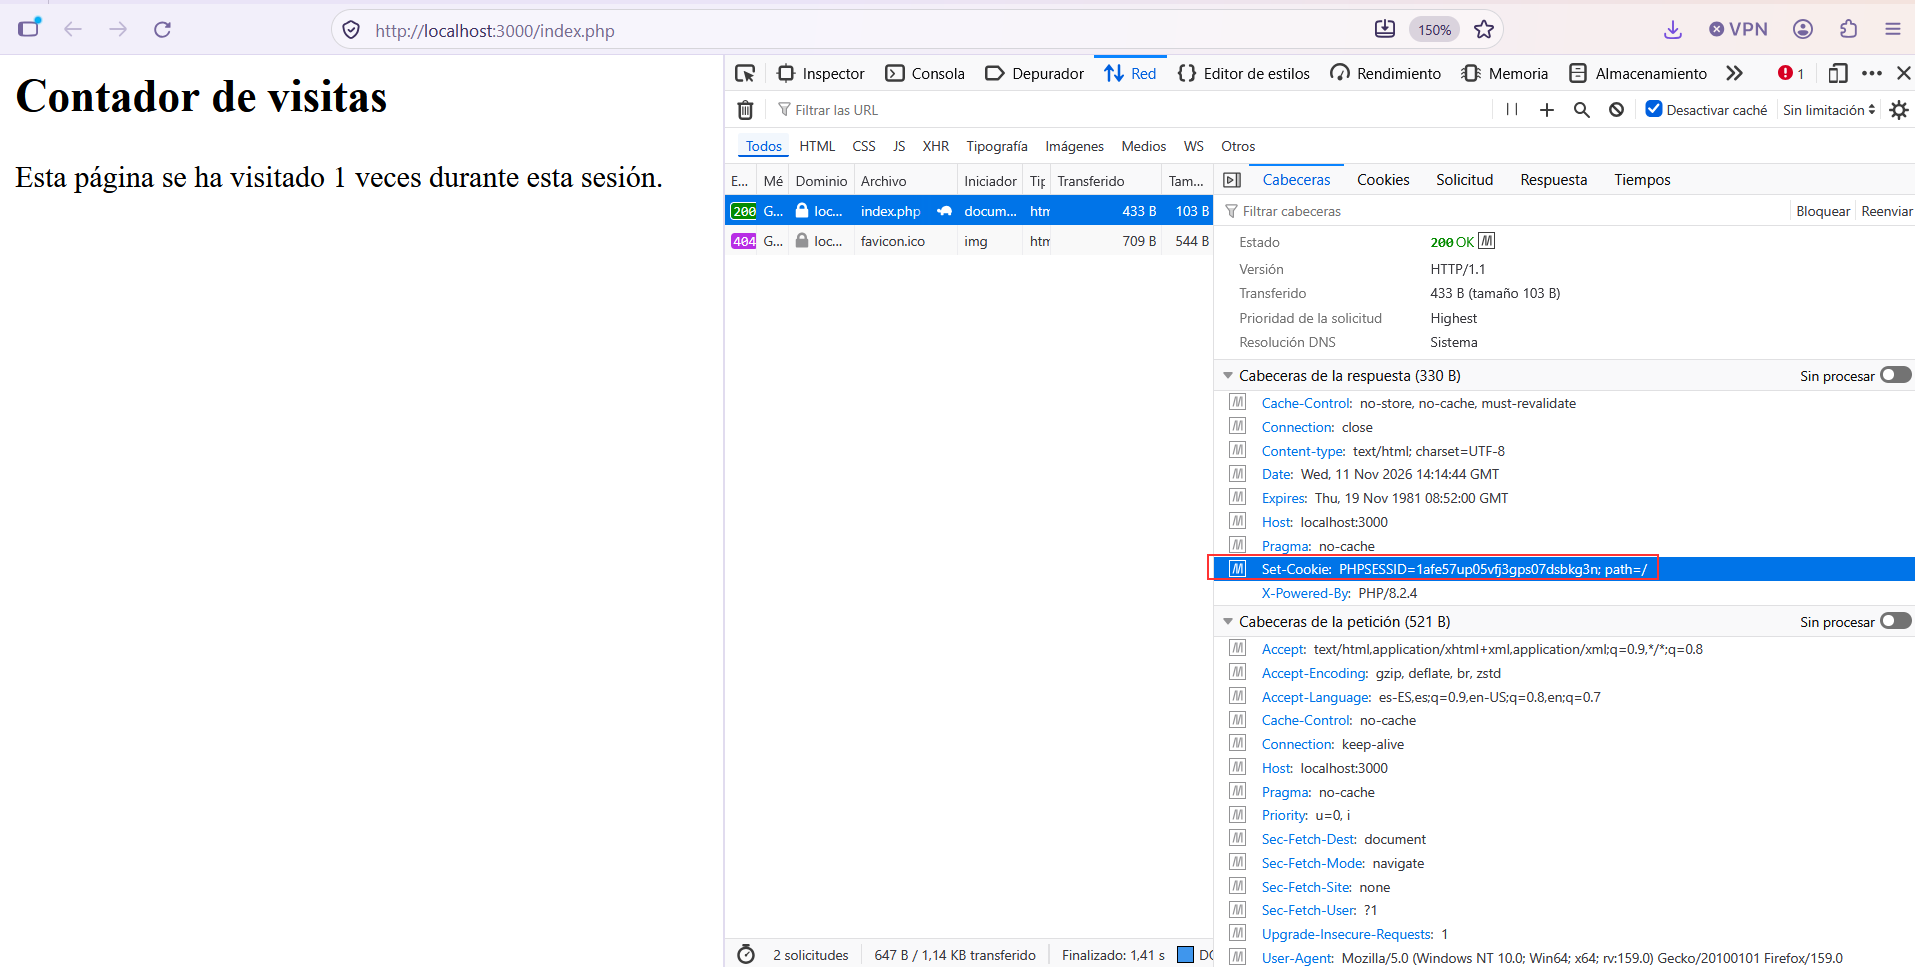 http://localhost:3000/index.php
150%
VPN
Contador de visitas
Esta página se ha visitado 1 veces durante esta sesión.
Inspector
Consola
Depurador
Red
Editor de estilos
Rendimiento
Memoria
Almacenamiento
1
Filtrar las URL
Desactivar caché
Sin limitación
Todos HTML CSS JS XHR Tipografía Imágenes Medios WS Otros
E... Mé Dominio Archivo Iniciador Tip Transferido Tam...
200 G... loc... index.php docum... htm 433 B 103 B
404 G... loc... favicon.ico img htm 709 B 544 B
Cabeceras Cookies Solicitud Respuesta Tiempos
Filtrar cabeceras
Bloquear
Reenviar
Estado 200 OK
Versión HTTP/1.1
Transferido 433 B (tamaño 103 B)
Prioridad de la solicitud Highest
Resolución DNS Sistema
Cabeceras de la respuesta (330 B)
Sin procesar
Cache-Control: no-store, no-cache, must-revalidate
Connection: close
Content-type: text/html; charset=UTF-8
Date: Wed, 11 Nov 2026 14:14:44 GMT
Expires: Thu, 19 Nov 1981 08:52:00 GMT
Host: localhost:3000
Pragma: no-cache
Set-Cookie: PHPSESSID=1afe57up05vfj3gps07dsbkg3n; path=/
X-Powered-By: PHP/8.2.4
Cabeceras de la petición (521 B)
Sin procesar
Accept: text/html,application/xhtml+xml,application/xml;q=0.9,*/*;q=0.8
Accept-Encoding: gzip, deflate, br, zstd
Accept-Language: es-ES,es;q=0.9,en-US;q=0.8,en;q=0.7
Cache-Control: no-cache
Connection: keep-alive
Host: localhost:3000
Pragma: no-cache
Priority: u=0, i
Sec-Fetch-Dest: document
Sec-Fetch-Mode: navigate
Sec-Fetch-Site: none
Sec-Fetch-User: ?1
Upgrade-Insecure-Requests: 1
User-Agent: Mozilla/5.0 (Windows NT 10.0; Win64; x64; rv:159.0) Gecko/20100101 Firefox/159.0
2 solicitudes
647 B / 1,14 KB transferido
Finalizado: 1,41 s
DO